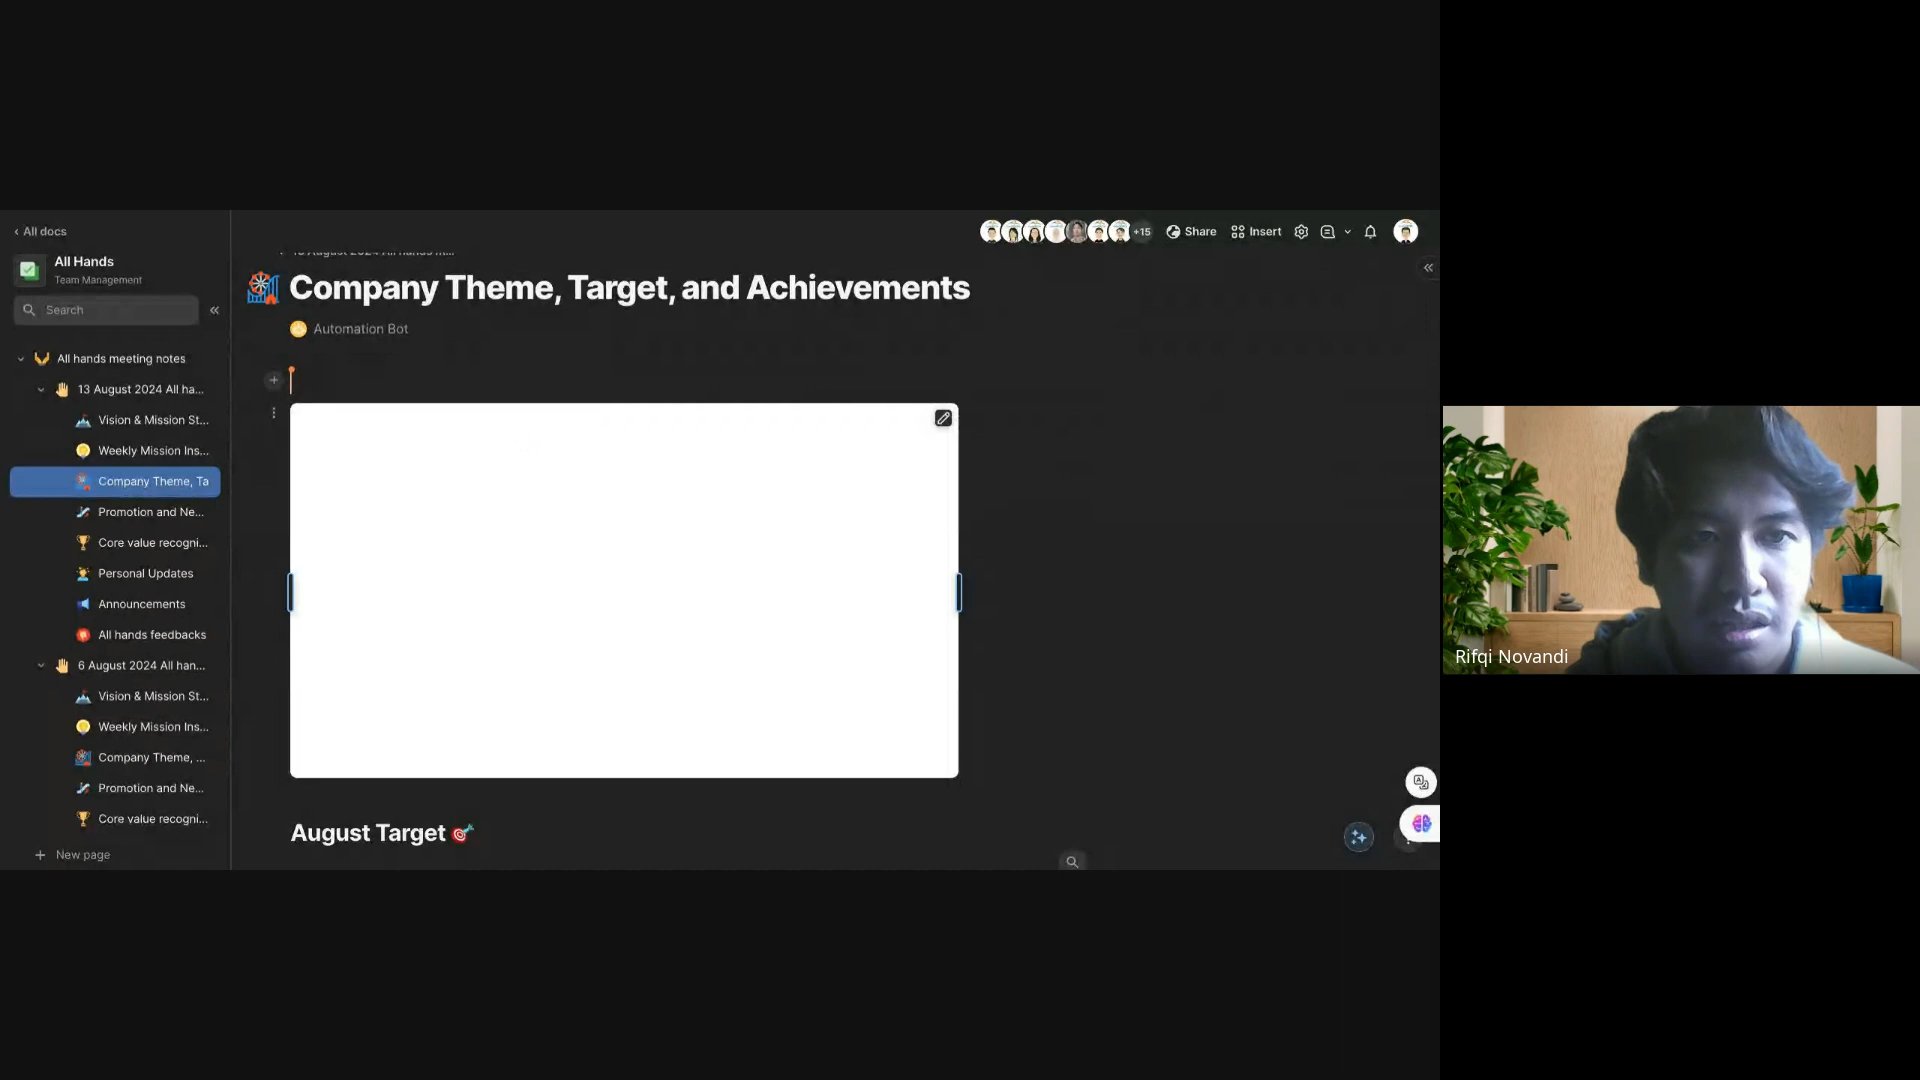 All docs
All Hands
Team Management
Search
All hands meeting notes
13 August 2024 All ha...
Vision & Mission St...
Weekly Mission Ins...
Company Theme, Ta
Promotion and Ne...
Core value recogni...
Personal Updates
Announcements
All hands feedbacks
6 August 2024 All han...
Vision & Mission St...
Weekly Mission Ins...
Company Theme, ...
Promotion and Ne...
Core value recogni...
New page
+15
Share
Insert
Company Theme, Target, and Achievements
Automation Bot
August Target
Rifqi Novandi